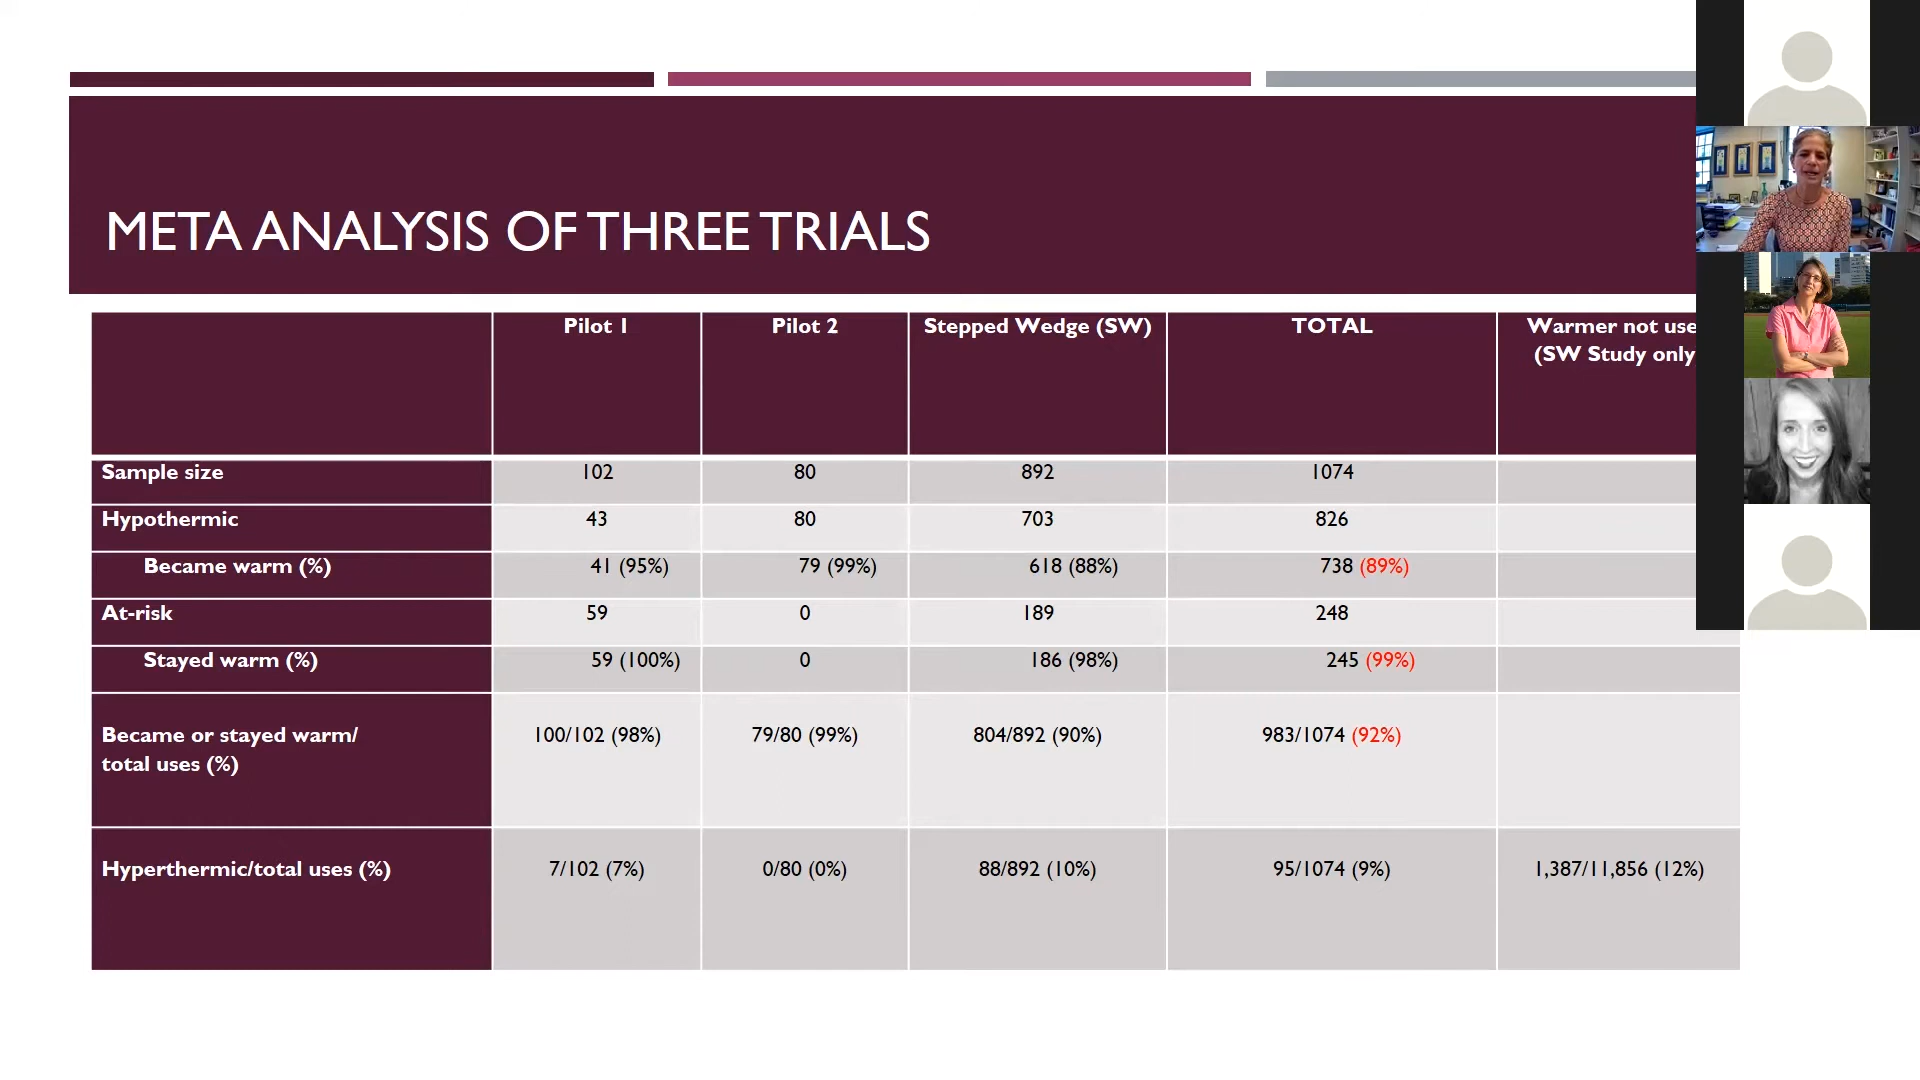 META ANALYSIS OF THREE TRIALS
Pilot 1 Pilot 2 Stepped Wedge (SW) TOTAL Warmer not use
(SW Study only
Sample size 102 80 892 1074
Hypothermic 43 80 703 826
Became warm (%) 41 (95%) 79 (99%) 618 (88%) 738 (89%)
At-risk 59 0 189 248
Stayed warm (%) 59 (100%) 0 186 (98%) 245 (99%)
Became or stayed warm/
total uses (%) 100/102 (98%) 79/80 (99%) 804/892 (90%) 983/1074 (92%)
Hyperthermic/total uses (%) 7/102 (7%) 0/80 (0%) 88/892 (10%) 95/1074 (9%) 1,387/11,856 (12%)